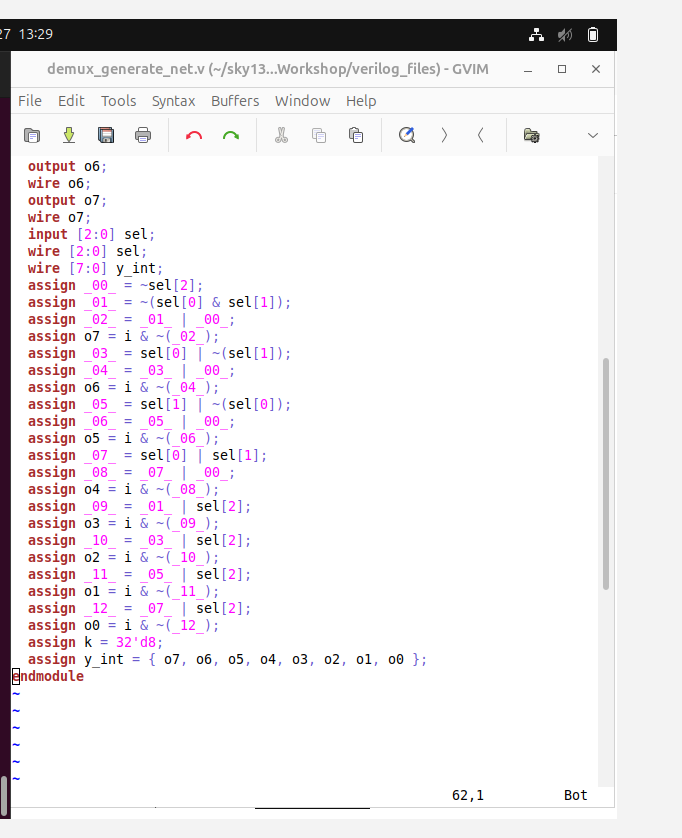 27 13:29
demux_generate_net.v (~/sky13...Workshop/verilog_files) - GVIM
File Edit Tools Syntax Buffers Window Help
output o6;
wire o6;
output o7;
wire o7;
input [2:0] sel;
wire [2:0] sel;
wire [7:0] y_int;
assign _00_ = ~sel[2];
assign _01_ = ~(sel[0] & sel[1]);
assign _02_ = _01_ | _00_;
assign o7 = i & ~(_02_);
assign _03_ = sel[0] | ~(sel[1]);
assign _04_ = _03_ | _00_;
assign o6 = i & ~(_04_);
assign _05_ = sel[1] | ~(sel[0]);
assign _06_ = _05_ | _00_;
assign o5 = i & ~(_06_);
assign _07_ = sel[0] | sel[1];
assign _08_ = _07_ | _00_;
assign o4 = i & ~(_08_);
assign _09_ = _01_ | sel[2];
assign o3 = i & ~(_09_);
assign _10_ = _03_ | sel[2];
assign o2 = i & ~(_10_);
assign _11_ = _05_ | sel[2];
assign o1 = i & ~(_11_);
assign _12_ = _07_ | sel[2];
assign o0 = i & ~(_12_);
assign k = 32'd8;
assign y_int = { o7, o6, o5, o4, o3, o2, o1, o0 };
endmodule
~
~
~
~
~
~
62,1 Bot